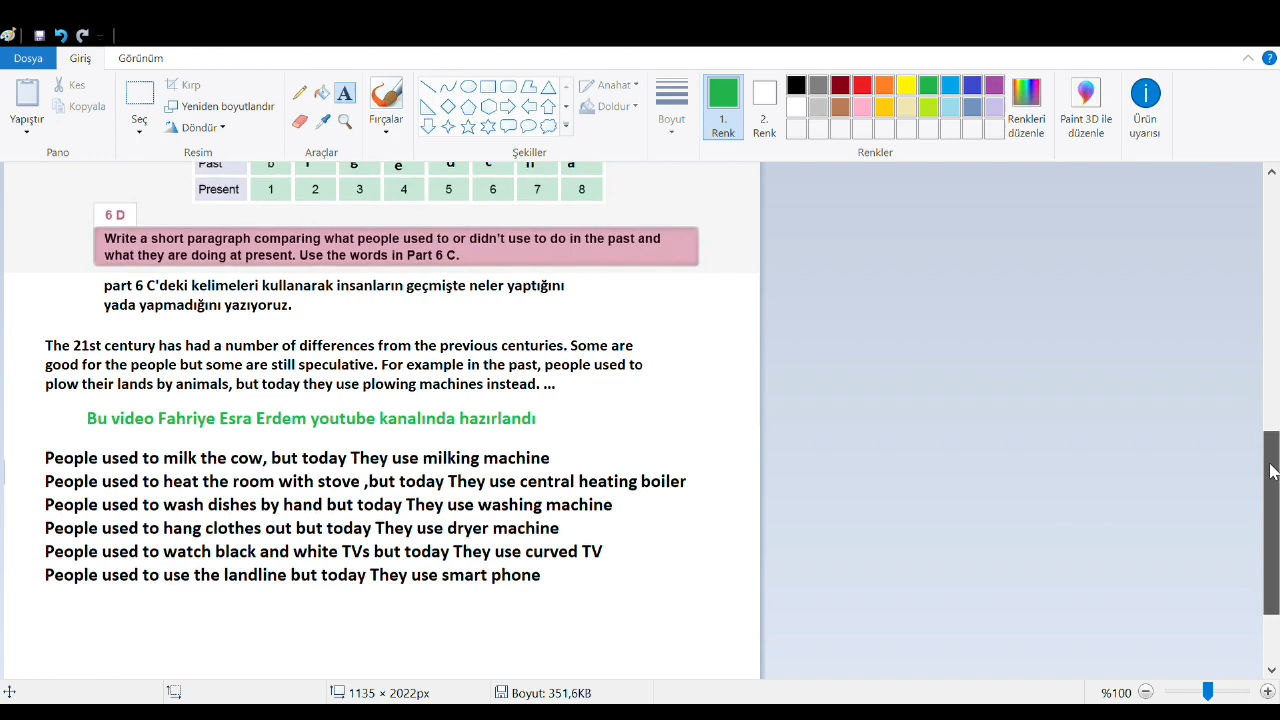 Dosya Giriş Görünüm
Yapıştır
Kes
Kopyala
Pano
Seç
Kırp
Yeniden boyutlandır
Döndür
Resim
A
Araçlar
Fırçalar
Şekiller
Anahat
Doldur
Boyut
1.
Renk
2.
Renk
Renkleri
düzenle
Renkler
Paint 3D ile
düzenle
Ürün
uyarısı
Past b f g e d c h a
Present 1 2 3 4 5 6 7 8
6 D
Write a short paragraph comparing what people used to or didn't use to do in the past and
what they are doing at present. Use the words in Part 6 C.
part 6 C'deki kelimeleri kullanarak insanların geçmişte neler yaptığını
yada yapmadığını yazıyoruz.
The 21st century has had a number of differences from the previous centuries. Some are
good for the people but some are still speculative. For example in the past, people used to
plow their lands by animals, but today they use plowing machines instead. ...
Bu video Fahriye Esra Erdem youtube kanalında hazırlandı
People used to milk the cow, but today They use milking machine
People used to heat the room with stove ,but today They use central heating boiler
People used to wash dishes by hand but today They use washing machine
People used to hang clothes out but today They use dryer machine
People used to watch black and white TVs but today They use curved TV
People used to use the landline but today They use smart phone
1135 × 2022px
Boyut: 351,6KB
%100